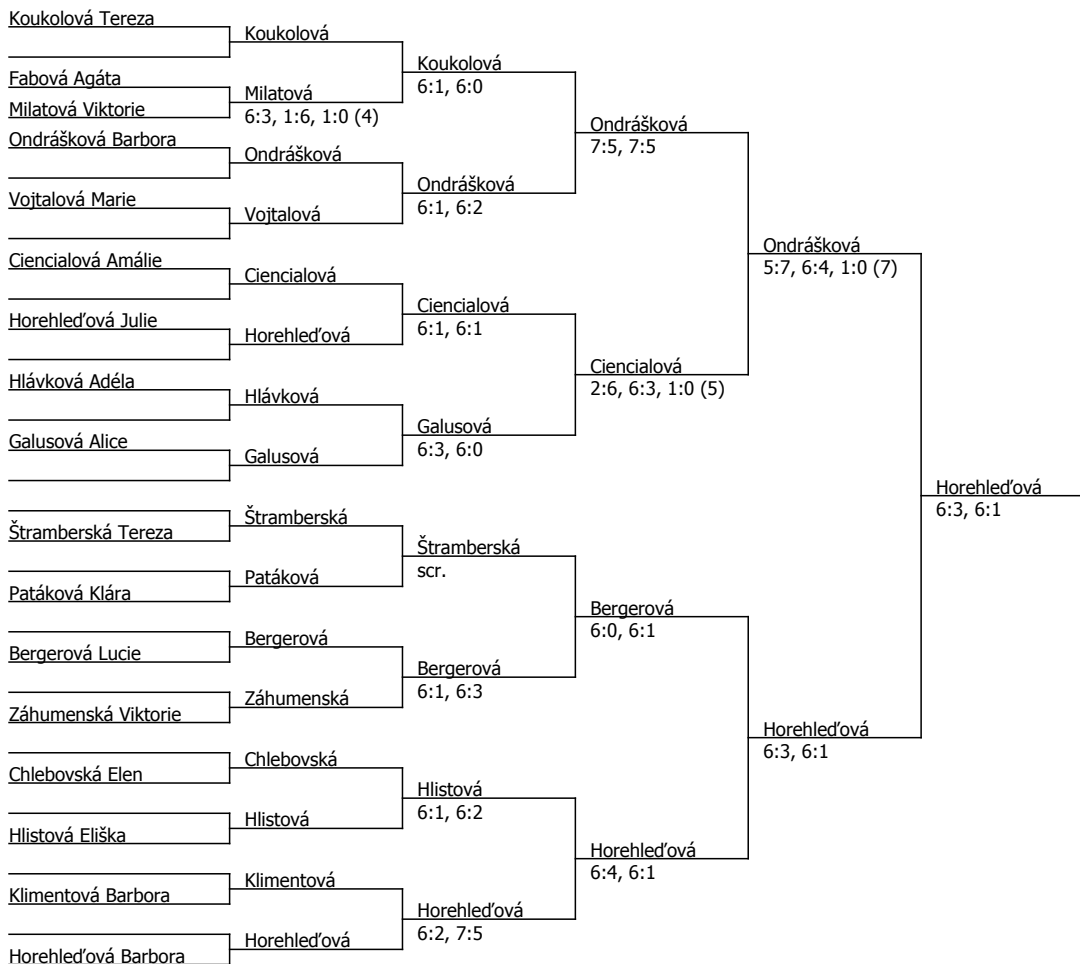 Koukolová Tereza
Fabová Agáta
Milatová Viktorie
Ondrášková Barbora
Vojtalová Marie
Ciencialová Amálie
Horehleďová Julie
Hlávková Adéla
Galusová Alice
Štramberská Tereza
Patáková Klára
Bergerová Lucie
Záhumenská Viktorie
Chlebovská Elen
Hlistová Eliška
Klimentová Barbora
Horehleďová Barbora
Koukolová
Milatová
6:3, 1:6, 1:0 (4)
Ondrášková
Vojtalová
Ciencialová
Horehleďová
Hlávková
Galusová
Štramberská
Patáková
Bergerová
Záhumenská
Chlebovská
Hlistová
Klimentová
Horehleďová
Koukolová
6:1, 6:0
Ondrášková
6:1, 6:2
Ciencialová
6:1, 6:1
Galusová
6:3, 6:0
Štramberská
scr.
Bergerová
6:1, 6:3
Hlistová
6:1, 6:2
Horehleďová
6:2, 7:5
Ondrášková
7:5, 7:5
Ciencialová
2:6, 6:3, 1:0 (5)
Bergerová
6:0, 6:1
Horehleďová
6:4, 6:1
Ondrášková
5:7, 6:4, 1:0 (7)
Horehleďová
6:3, 6:1
Horehleďová
6:3, 6:1